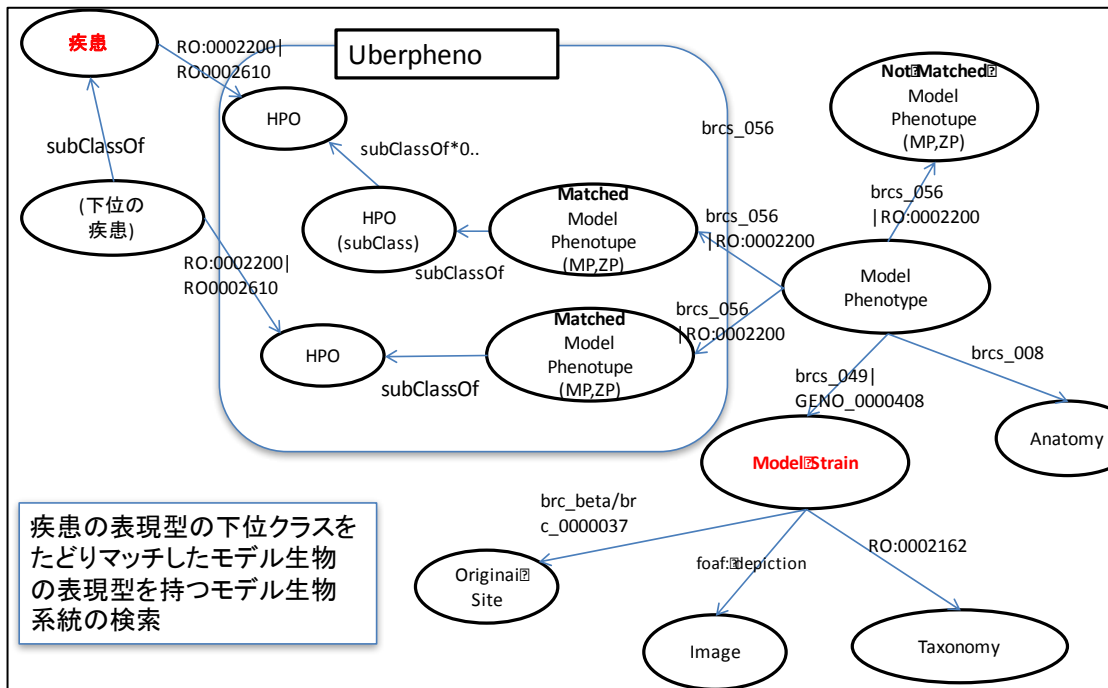 疾患
RO:0002200|
RO0002610
Uberpheno
HPO
subClassOf
subClassOf*0..
(下位の
疾患)
HPO
(subClass)
subClassOf
Matched
Model
Phenotupe
(MP,ZP)
brcs_056
brcs_056
|RO:0002200
Not Matched
Model
Phenotupe
(MP,ZP)
brcs_056
|RO:0002200
Model
Phenotype
RO:0002200|
RO0002610
HPO
subClassOf
Matched
Model
Phenotupe
(MP,ZP)
brcs_056
|RO:0002200
brcs_049|
GENO_0000408
brcs_008
Anatomy
Model Strain
brc_beta/br
c_0000037
foaf: depiction
RO:0002162
Originai
Site
Image
Taxonomy
疾患の表現型の下位クラスを
たどりマッチしたモデル生物
の表現型を持つモデル生物
系統の検索